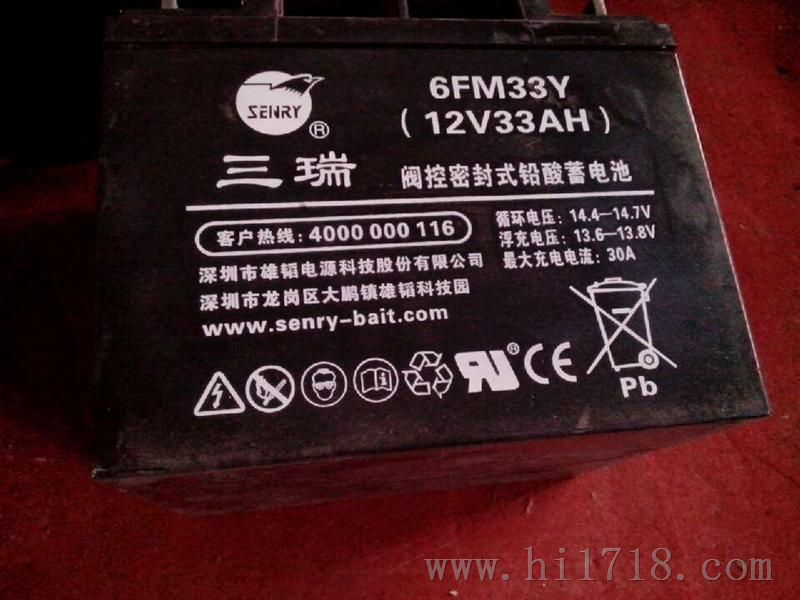 SENRY
®
6FM33Y
( 12V33AH )
三瑞
阀控密封式铅酸蓄电池
客户热线: 4000 000 116
深圳市雄韬电源科技股份有限公司
深圳市龙岗区大鹏镇雄韬科技园
www.senry-bait.com
循环电压: 14.4—14.7V
浮充电压: 13.6—13.8V
最大充电电流: 30A
®
CE
Pb
www.hi1718.com